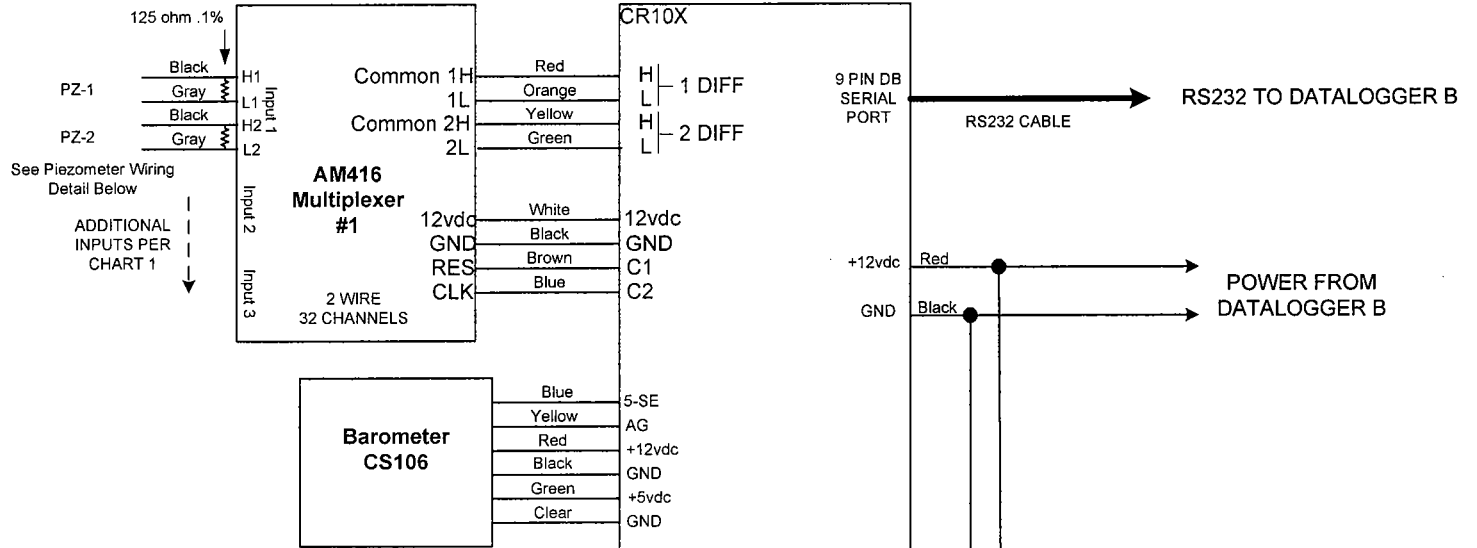 125 ohm .1%
PZ-1
Black
Gray
PZ-2
Black
Gray
See Piezometer Wiring
Detail Below
ADDITIONAL
INPUTS PER
CHART 1
H1
L1
H2
L2
Input 1
Input 2
Input 3
AM416
Multiplexer
#1
2 WIRE
32 CHANNELS
Common 1H
1L
Common 2H
2L
12vdc
GND
RES
CLK
Red
Orange
Yellow
Green
White
Black
Brown
Blue
CR10X
H
L
1 DIFF
H
L
2 DIFF
12vdc
GND
C1
C2
9 PIN DB
SERIAL
PORT
RS232 CABLE
RS232 TO DATALOGGER B
+12vdc
Red
GND
Black
POWER FROM
DATALOGGER B
Barometer
CS106
Blue
Yellow
Red
Black
Green
Clear
5-SE
AG
+12vdc
GND
+5vdc
GND